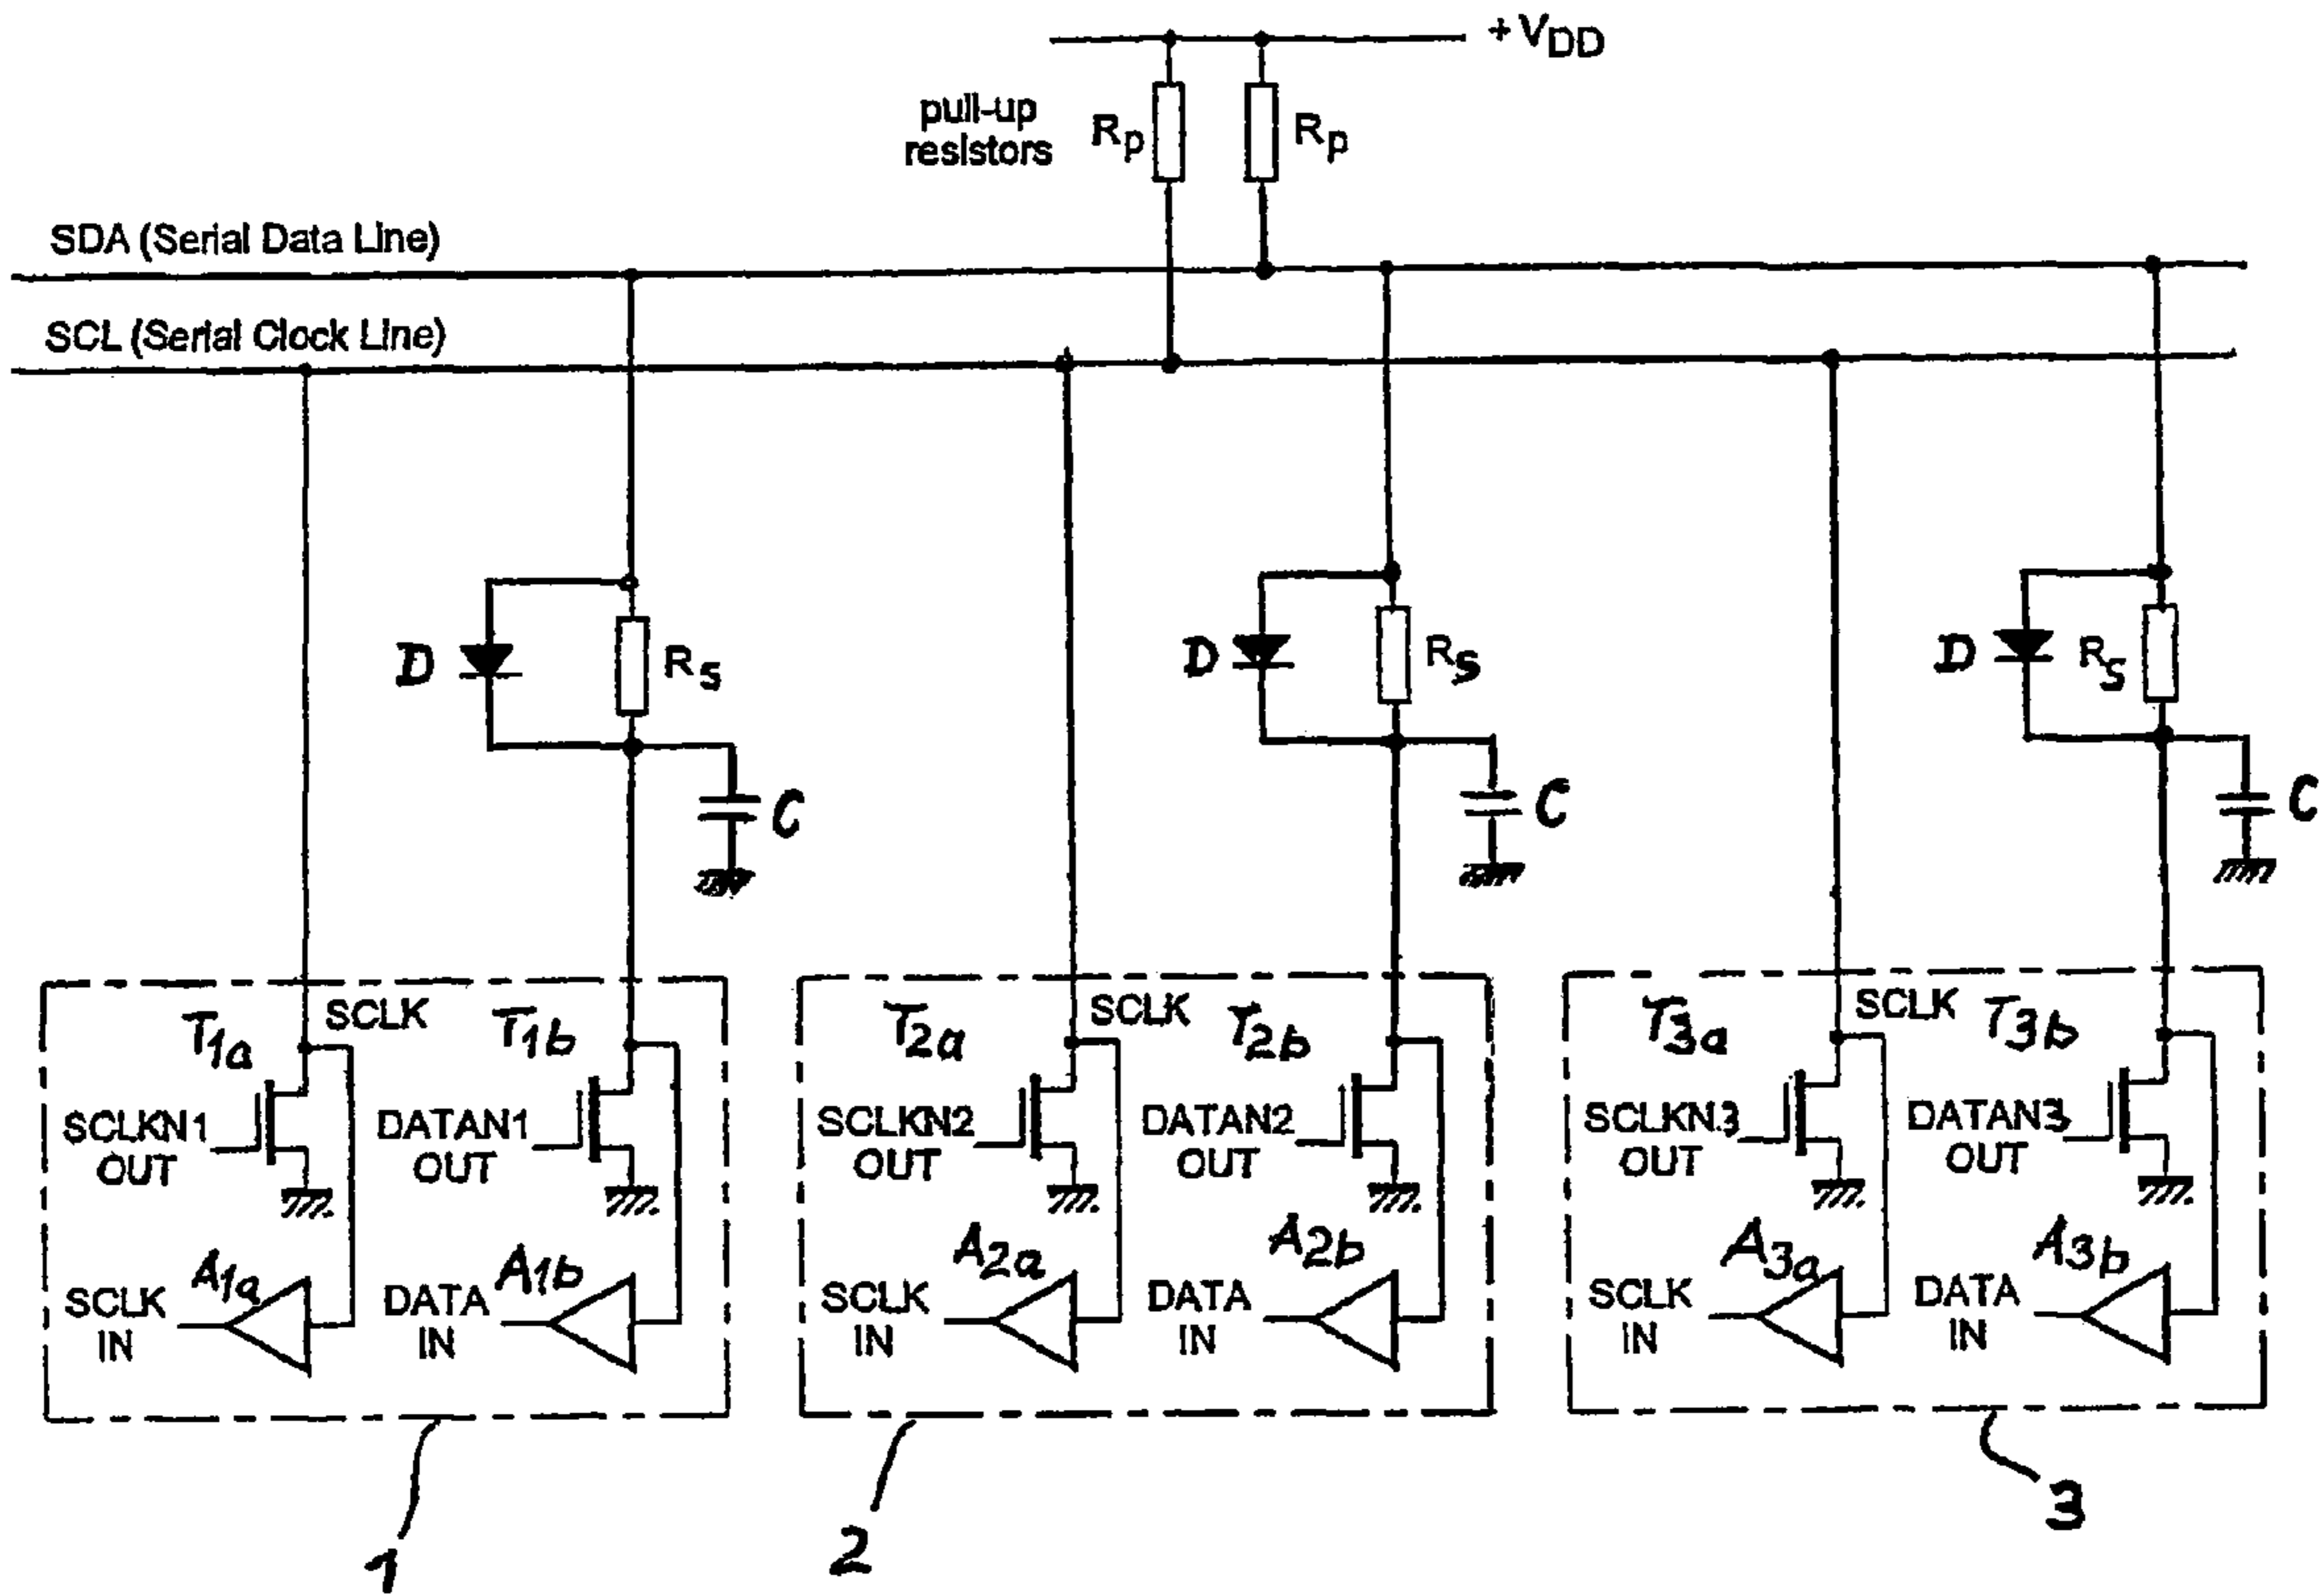 + VDD
pull-up
resistors
Rp
Rp
SDA (Serial Data Line)
SCL (Serial Clock Line)
D
Rs
D
Rs
D
Rs
C
C
C
T1a
SCLK
T1b
T2a
SCLK
T2b
T3a
SCLK
T3b
SCLKN1
OUT
DATAN1
OUT
SCLKN2
OUT
DATAN2
OUT
SCLKN3
OUT
DATAN3
OUT
A1a
A1b
A2a
A2b
A3a
A3b
SCLK
IN
DATA
IN
SCLK
IN
DATA
IN
SCLK
IN
DATA
IN
1
2
3